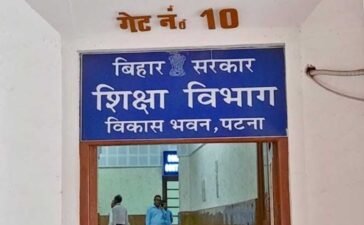 गेट नं० 10
बिहार सरकार
शिक्षा विभाग
विकास भवन, पटना